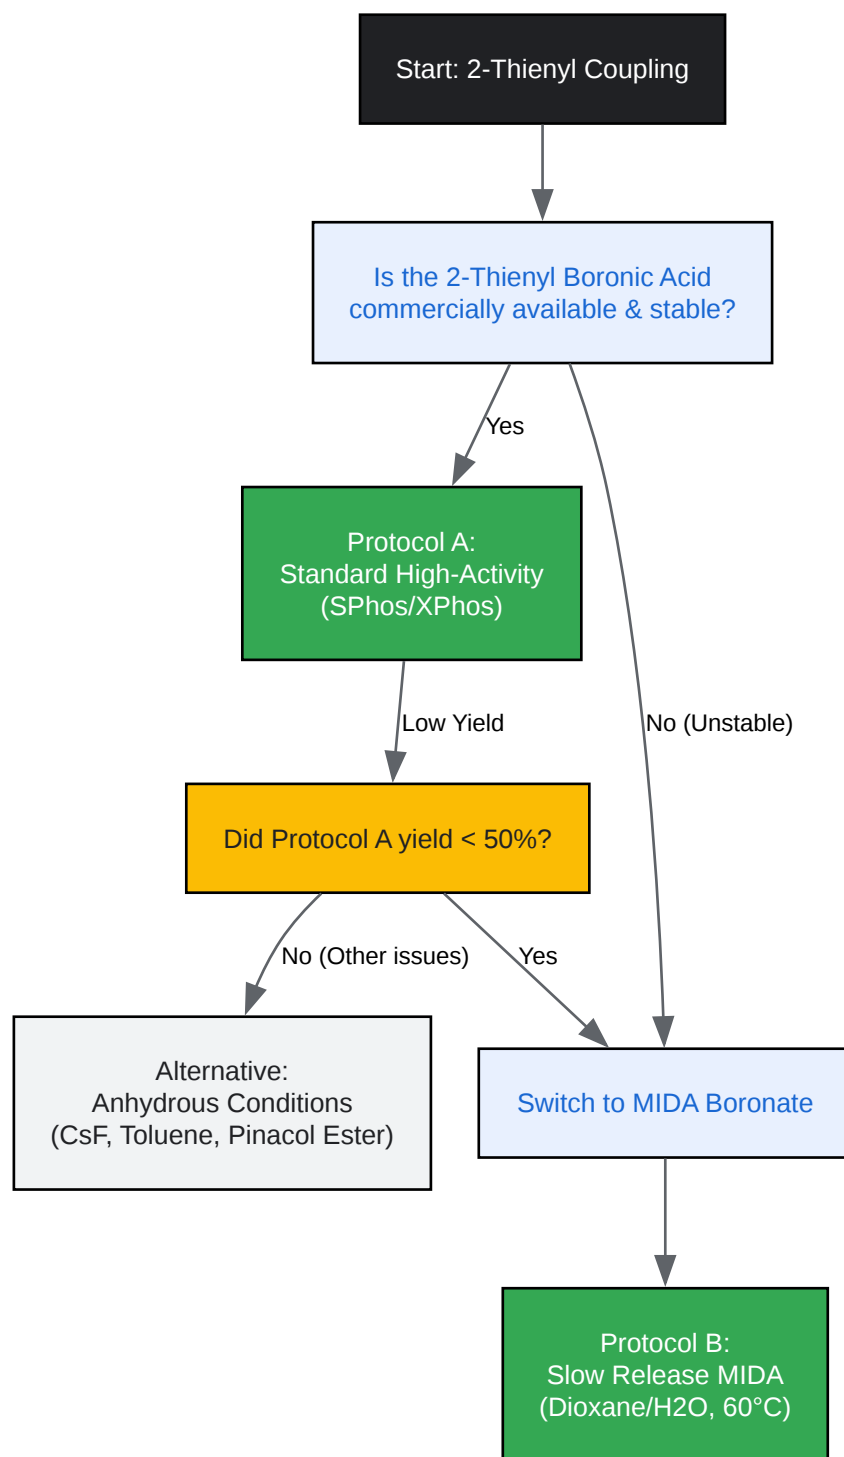 Start: 2-Thienyl Coupling
Is the 2-Thienyl Boronic Acid
commercially available & stable?
Yes
Protocol A:
Standard High-Activity
(SPhos/XPhos)
Low Yield
No (Unstable)
Did Protocol A yield < 50%?
No (Other issues)
Yes
Alternative:
Anhydrous Conditions
(CsF, Toluene, Pinacol Ester)
Switch to MIDA Boronate
Protocol B:
Slow Release MIDA
(Dioxane/H2O, 60°C)